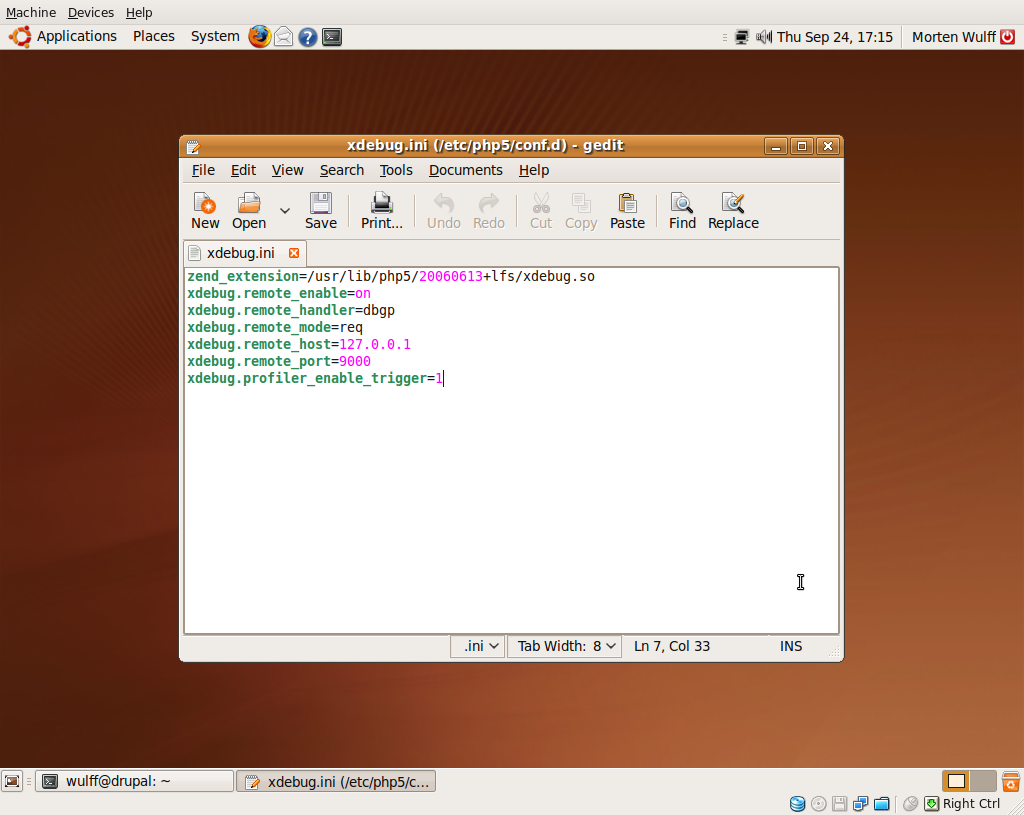 Machine Devices Help
Applications Places System Thu Sep 24, 17:15 Morten Wulff
xdebug.ini (/etc/php5/conf.d) - gedit
File Edit View Search Tools Documents Help
New Open Save Print... Undo Redo Cut Copy Paste Find Replace
xdebug.ini
zend_extension=/usr/lib/php5/20060613+lfs/xdebug.so
xdebug.remote_enable=on
xdebug.remote_handler=dbgp
xdebug.remote_mode=req
xdebug.remote_host=127.0.0.1
xdebug.remote_port=9000
xdebug.profiler_enable_trigger=1
.ini Tab Width: 8 Ln 7, Col 33 INS
wulff@drupal: ~ xdebug.ini (/etc/php5/c...
Right Ctrl